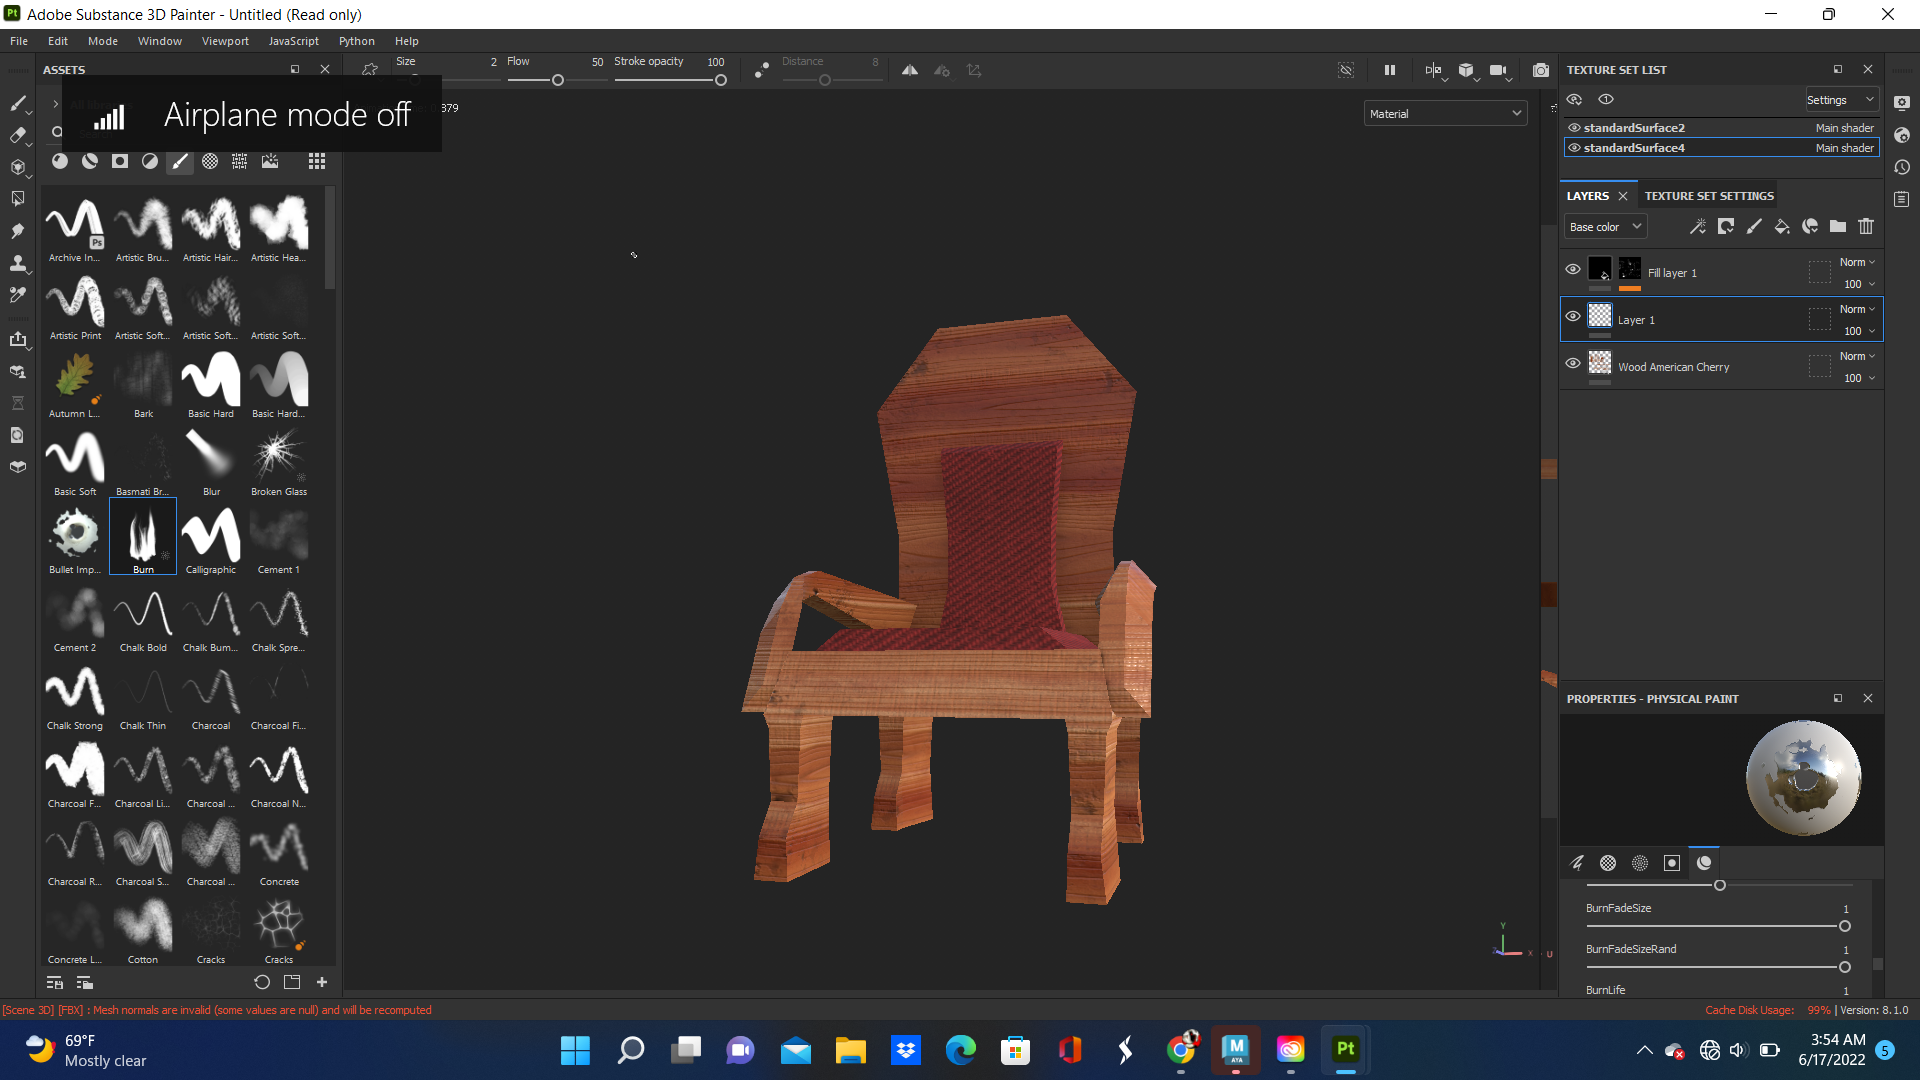 Pt Adobe Substance 3D Painter - Untitled (Read only)
File Edit Mode Window Viewport JavaScript Python Help
ASSETS
Size 2 Flow 50 Stroke opacity 100 Distance 8
Airplane mode off
879
Material
Archive In... Artistic Bru... Artistic Hair... Artistic Hea...
Ps
Artistic Print Artistic Soft... Artistic Soft... Artistic Soft...
Autumn L... Bark Basic Hard Basic Hard...
Basic Soft Basmati Br... Blur Broken Glass
Bullet Imp... Burn Calligraphic Cement 1
Cement 2 Chalk Bold Chalk Bum... Chalk Spre...
Chalk Strong Chalk Thin Charcoal Charcoal Fi...
Charcoal F... Charcoal Li... Charcoal ... Charcoal N...
Charcoal R... Charcoal S... Charcoal ... Concrete
Concrete L... Cotton Cracks Cracks
Y
X
U
TEXTURE SET LIST
Settings
standardSurface2 Main shader
standardSurface4 Main shader
LAYERS TEXTURE SET SETTINGS
Base color
Fill layer 1 Norm
100
Layer 1 Norm
100
Wood American Cherry Norm
100
PROPERTIES - PHYSICAL PAINT
BurnFadeSize 1
BurnFadeSizeRand 1
BurnLife 1
[Scene 3D] [FBX] : Mesh normals are invalid (some values are null) and will be recomputed
Cache Disk Usage: 99% | Version: 8.1.0
69°F
Mostly clear
M
AYA
Pt
3:54 AM
6/17/2022
5